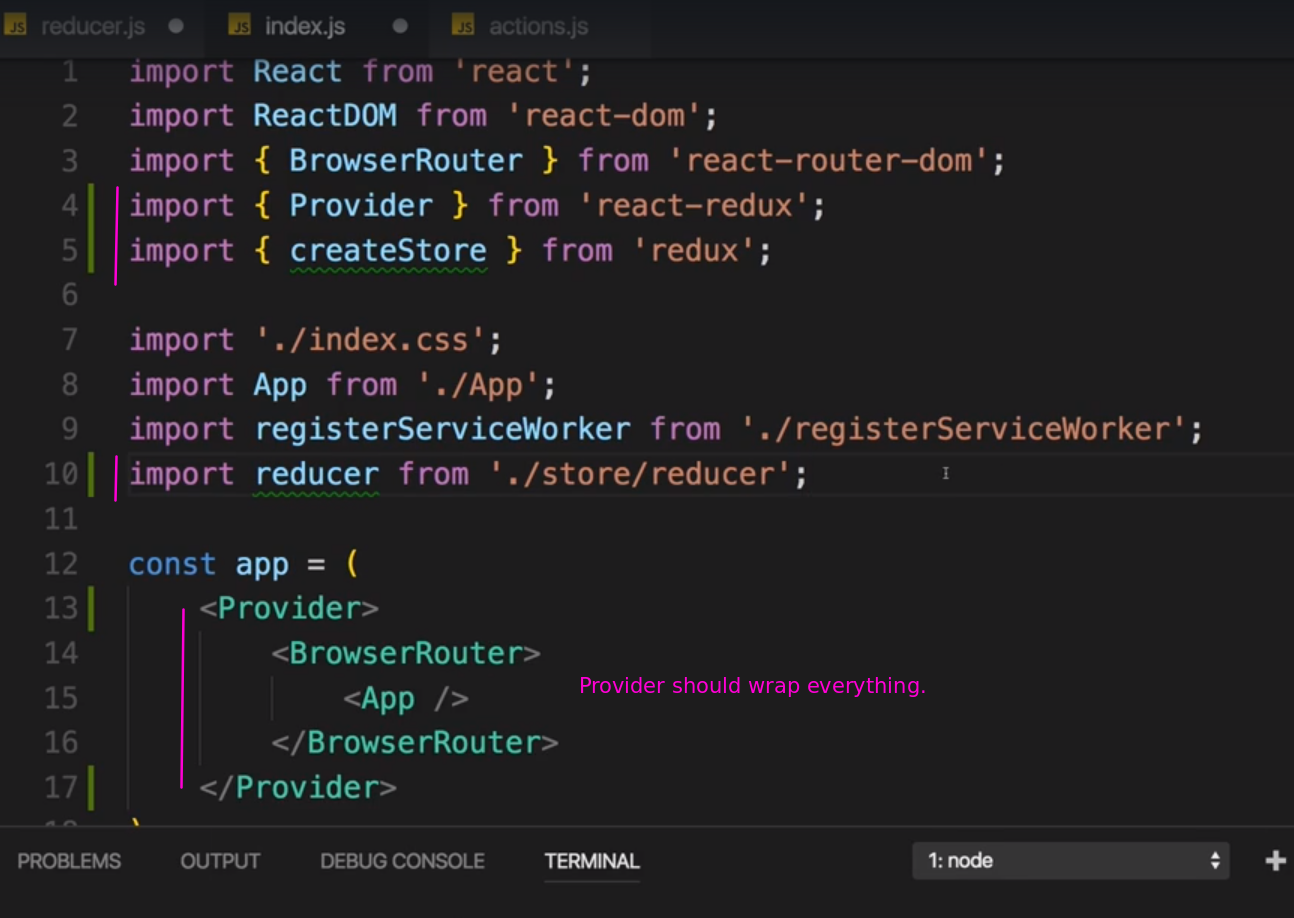 JS reducer.js JS index.js JS actions.js
1 import React from 'react';
2 import ReactDOM from 'react-dom';
3 import { BrowserRouter } from 'react-router-dom';
4 import { Provider } from 'react-redux';
5 import { createStore } from 'redux';
6
7 import './index.css';
8 import App from './App';
9 import registerServiceWorker from './registerServiceWorker';
10 import reducer from './store/reducer';
11
12 const app = (
13 <Provider>
14 <BrowserRouter>
15 <App />
Provider should wrap everything.
16 </BrowserRouter>
17 </Provider>
PROBLEMS OUTPUT DEBUG CONSOLE TERMINAL 1: node